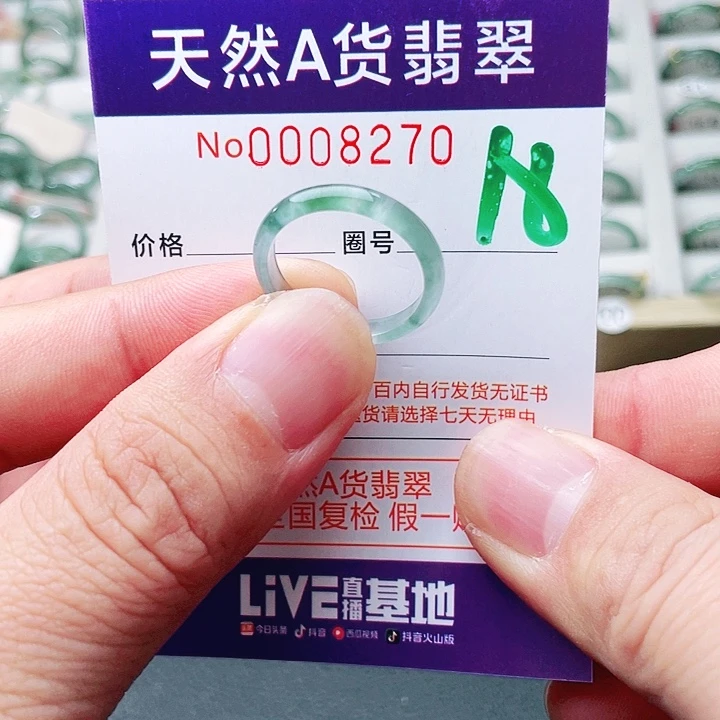 天然A货翡翠
No0008270
价格 圈号
百内自行发货无证书
货请选择七天无理由
然A货翡翠
国复检 假一
LiVE直播基地
今日头条 抖音 西瓜视频 抖音火山版